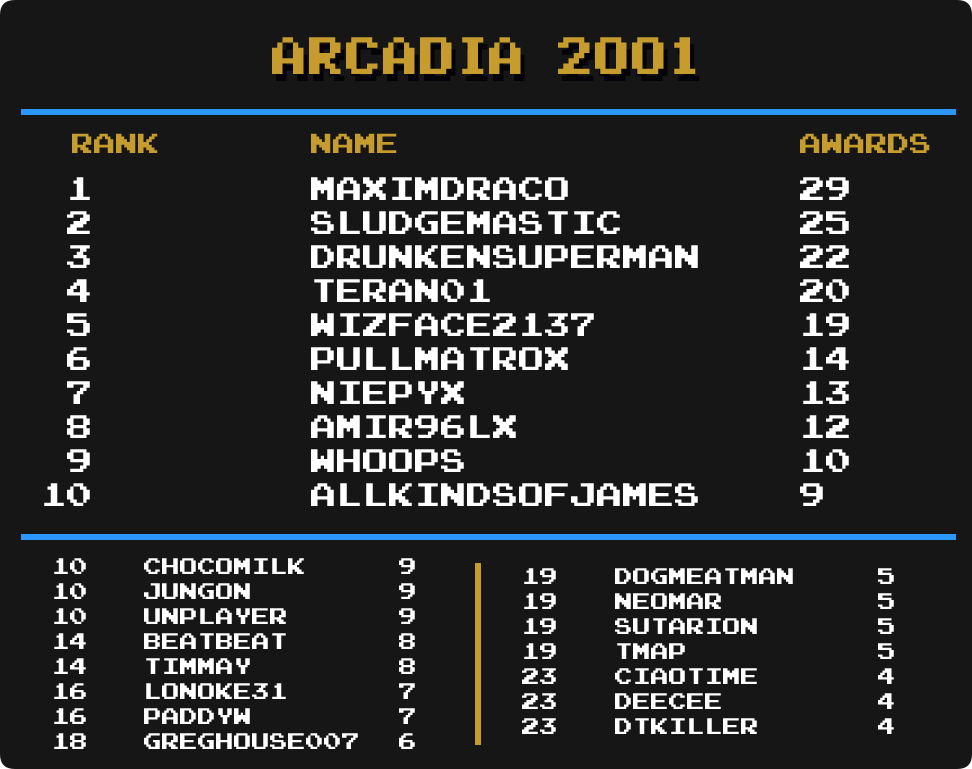 ARCADIA 2001
RANK NAME AWARDS
1 MAXIMDRACO 29
2 SLUDGEMASTIC 25
3 DRUNKENSUPERMAN 22
4 TERAN01 20
5 WIZFACE2137 19
6 PULLMATROX 14
7 NIEPYX 13
8 AMIR96LX 12
9 WHOOPS 10
10 ALLKINDSOFJAMES 9
10 CHOCOMILK 9
10 JUNGON 9
10 UNPLAYER 9
14 BEATBEAT 8
14 TIMMAY 8
16 LONOKE31 7
16 PADDYW 7
18 GREGHOUSE007 6
19 DOGMEATMAN 5
19 NEOMAR 5
19 SUTARION 5
19 TMAP 5
23 CIAOTIME 4
23 DEECEE 4
23 DTKILLER 4